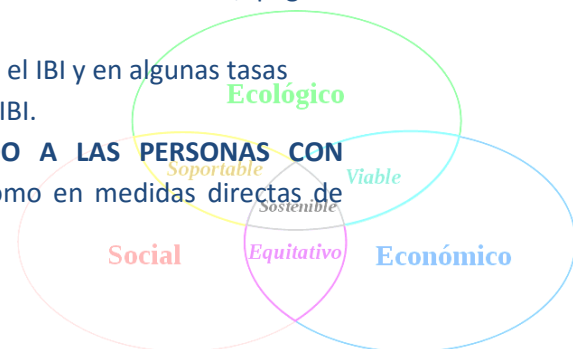 el IBI y en algunas tasas
Ecológico
IBI.
O A LAS PERSONAS CON
Soportable
Viable
omo en medidas directas de
Sostenible
Social
Equitativo
Económico